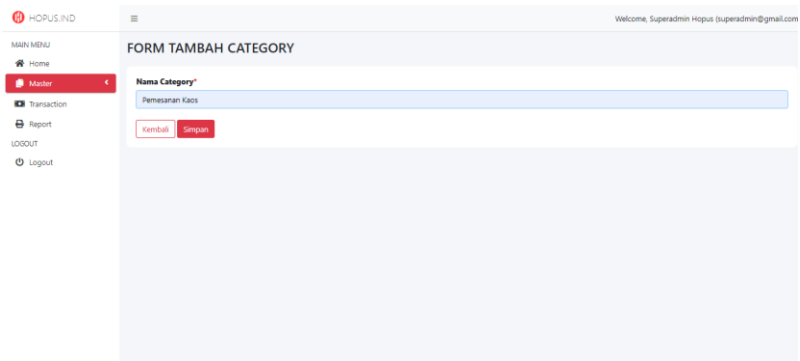 HOPUS.IND
Welcome, Superadmin Hopus (superadmin@gmail.com
MAIN MENU
Home
Master
Transaction
Report
LOGOUT
Logout
FORM TAMBAH CATEGORY
Nama Category*
Pemesanan Kaos
Kembali Simpan